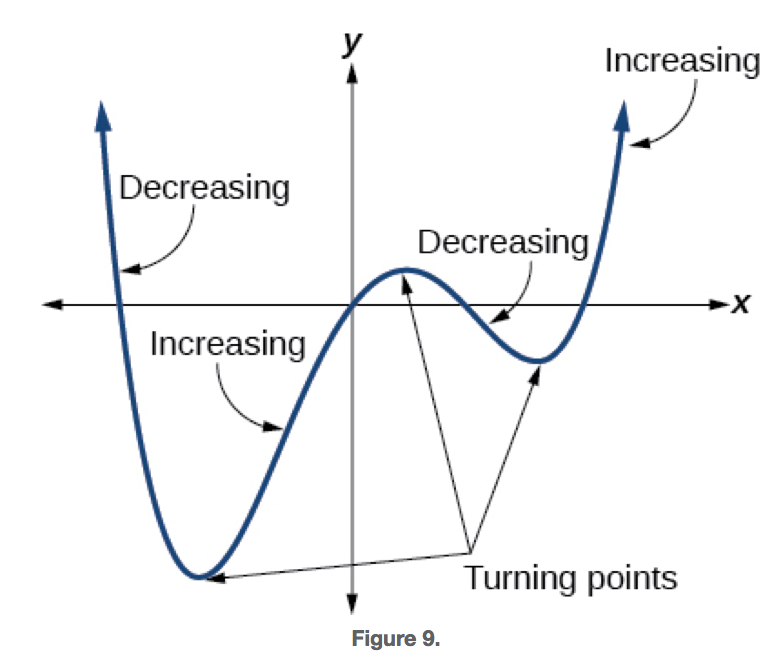 y
Increasing
Decreasing
Decreasing
x
Increasing
Turning points
Figure 9.